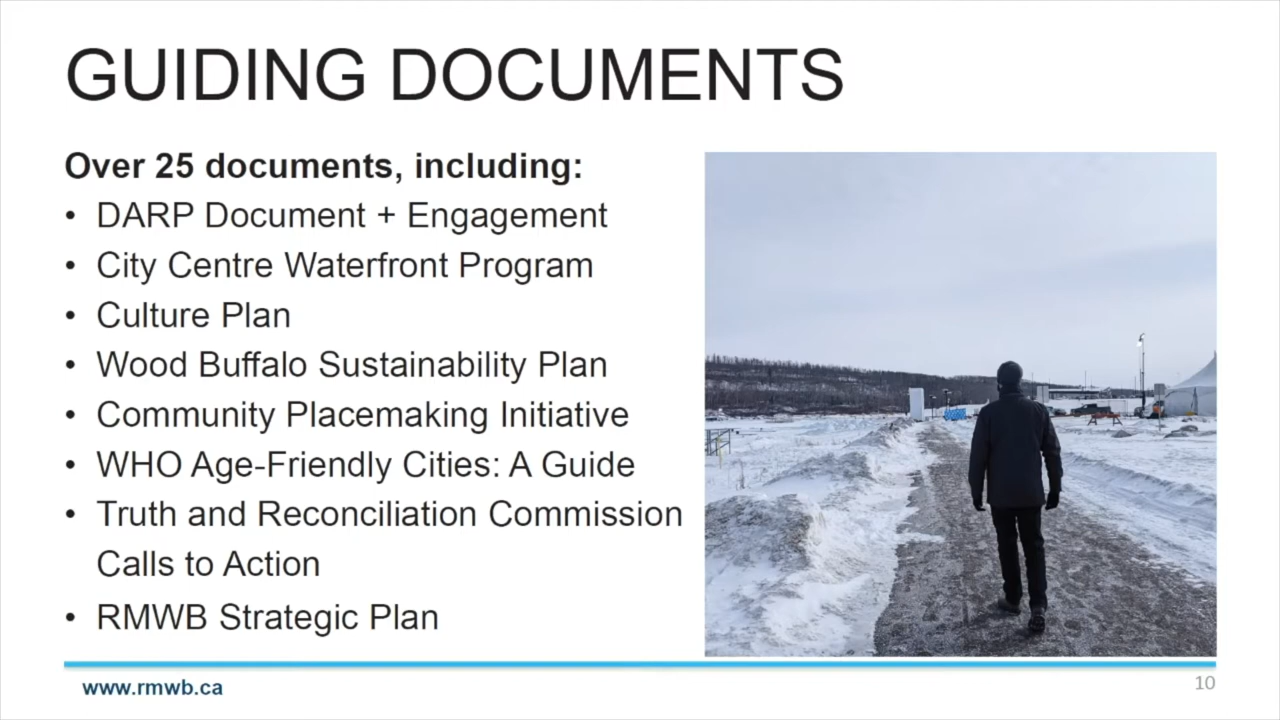 GUIDING DOCUMENTS
Over 25 documents, including:
• DARP Document + Engagement
• City Centre Waterfront Program
• Culture Plan
• Wood Buffalo Sustainability Plan
• Community Placemaking Initiative
• WHO Age-Friendly Cities: A Guide
• Truth and Reconciliation Commission
Calls to Action
• RMWB Strategic Plan
www.rmwb.ca
10